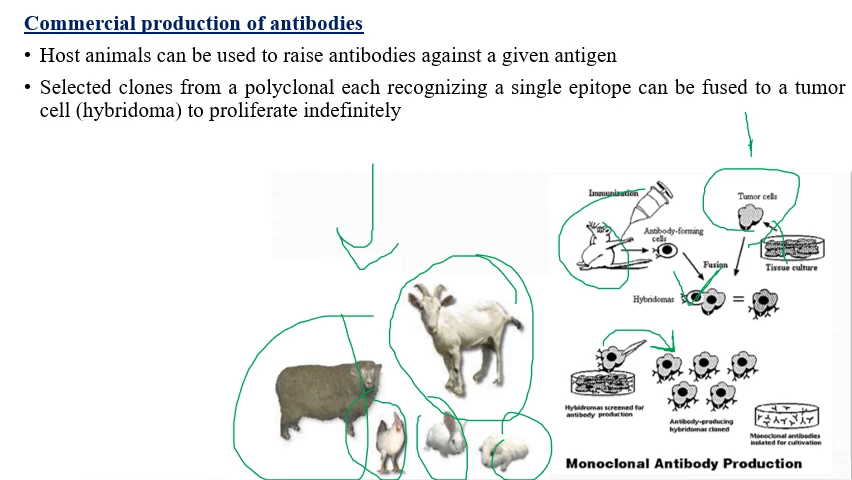 Commercial production of antibodies
• Host animals can be used to raise antibodies against a given antigen
• Selected clones from a polyclonal each recognizing a single epitope can be fused to a tumor
cell (hybridoma) to proliferate indefinitely
Immunization
Tumor cells
Antibody-forming
cells
Fusion
Tissue culture
Hybridomas
=
Hybridromas screened for
antibody production
Antibody-producing
hybridomas cloned
Monoclonal antibodies
isolated for cultivation
Monoclonal Antibody Production